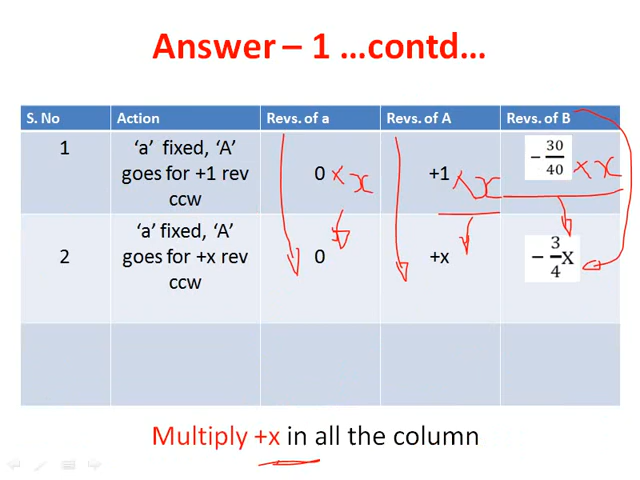 Answer – 1 …contd…
S. No Action Revs. of a Revs. of A Revs. of B
1 ‘a’ fixed, ‘A’ goes for +1 rev ccw 0 × x +1 × x − 30/40 × x
2 ‘a’ fixed, ‘A’ goes for +x rev ccw 0 +x − 3/4 X
Multiply +x in all the column